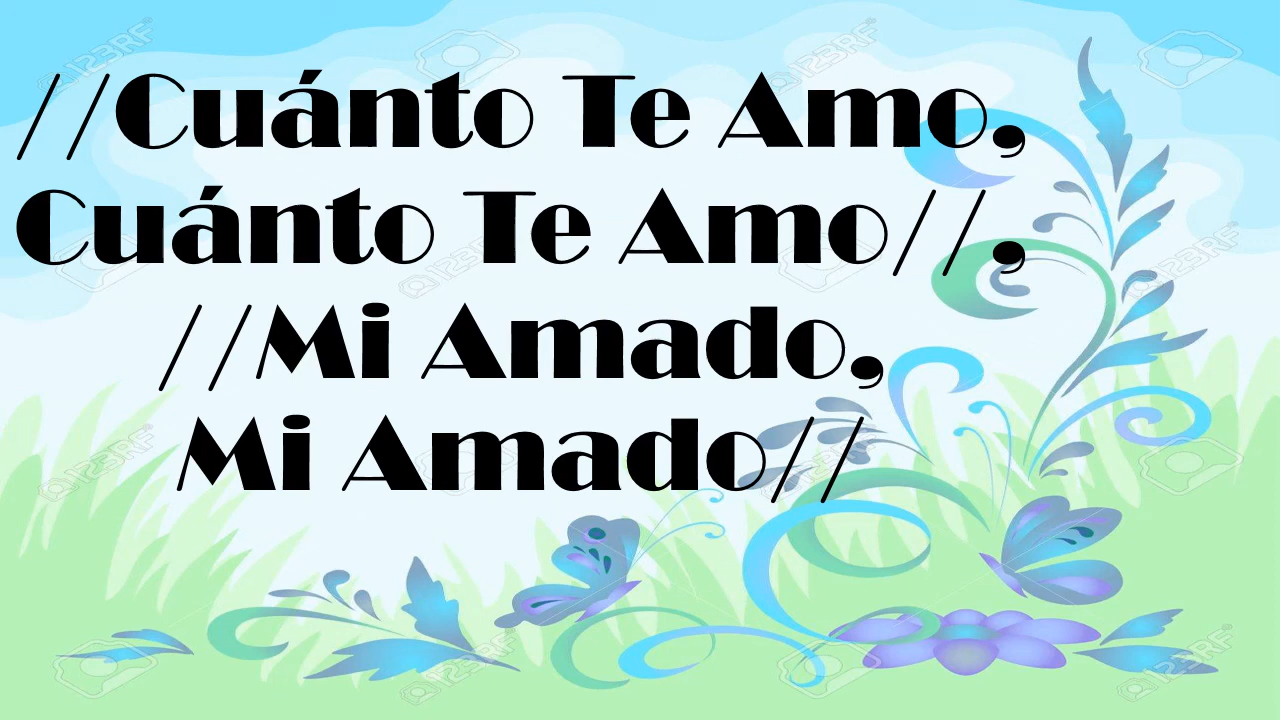 //Cuánto Te Amo,
Cuánto Te Amo//,
//Mi Amado,
Mi Amado//